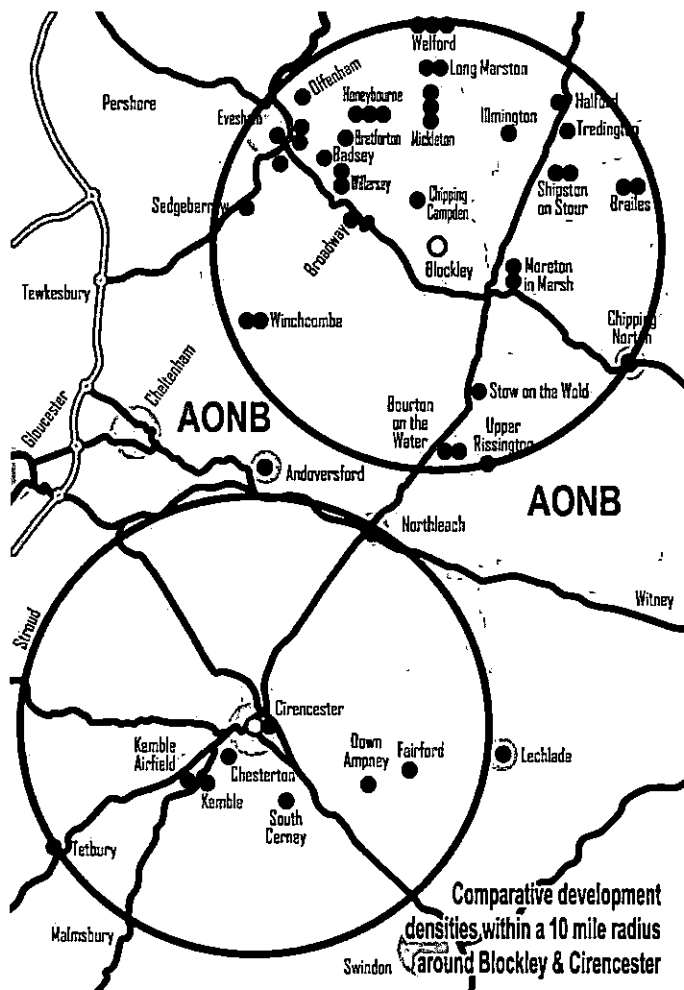 Welford
Long Marston
Offenham
Pershore
Honeybourne
Halford
Evesham
Ilmington
Mickleton
Tredington
Bretforton
Badsey
Willersey
Sedgeberrow
Chipping
Campden
Shipston
on Stour
Brailes
Broadway
Blockley
Moreton
in Marsh
Tewkesbury
Winchcombe
Chipping
Norton
Cheltenham
Stow on the Wold
Gloucester
AONB
Bourton
on the
Water
Upper
Rissington
Andoversford
AONB
Northleach
Witney
Stroud
Cirencester
Kemble
Airfield
Chesterton
Down
Ampney
Fairford
Lechlade
Kemble
South
Cerney
Tetbury
Malmsbury
Comparative development
densities within a 10 mile radius
around Blockley & Cirencester
Swindon